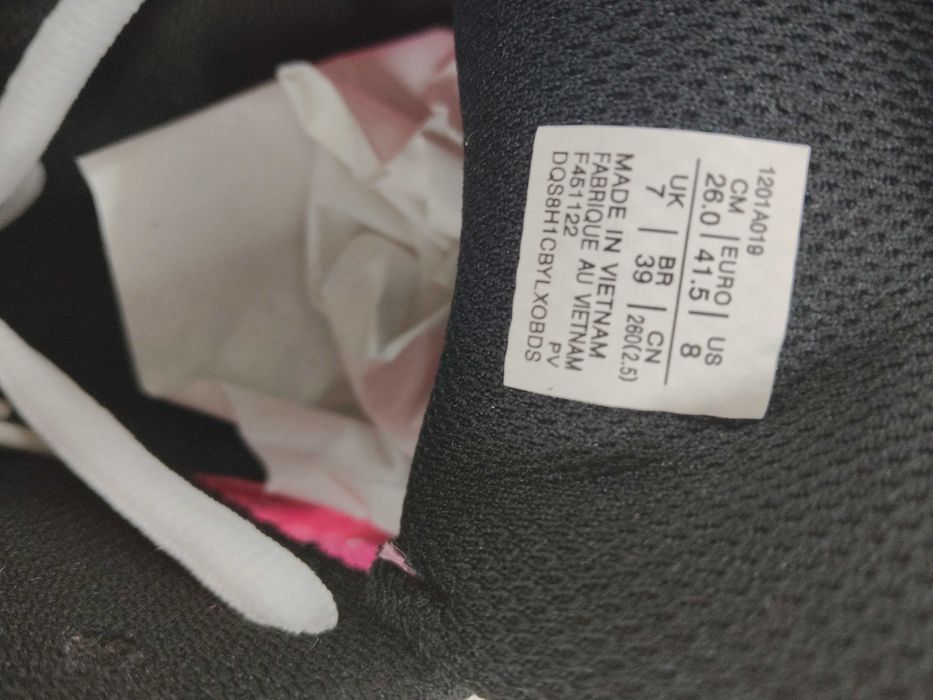 1201A019
CM | EURO | US
26.0 | 41.5 | 8
UK | BR | CN
7 | 39 | 260(2.5)
MADE IN VIETNAM
FABRIQUE AU VIETNAM
F451122 PV
DQS8H1CBYLXOBDS